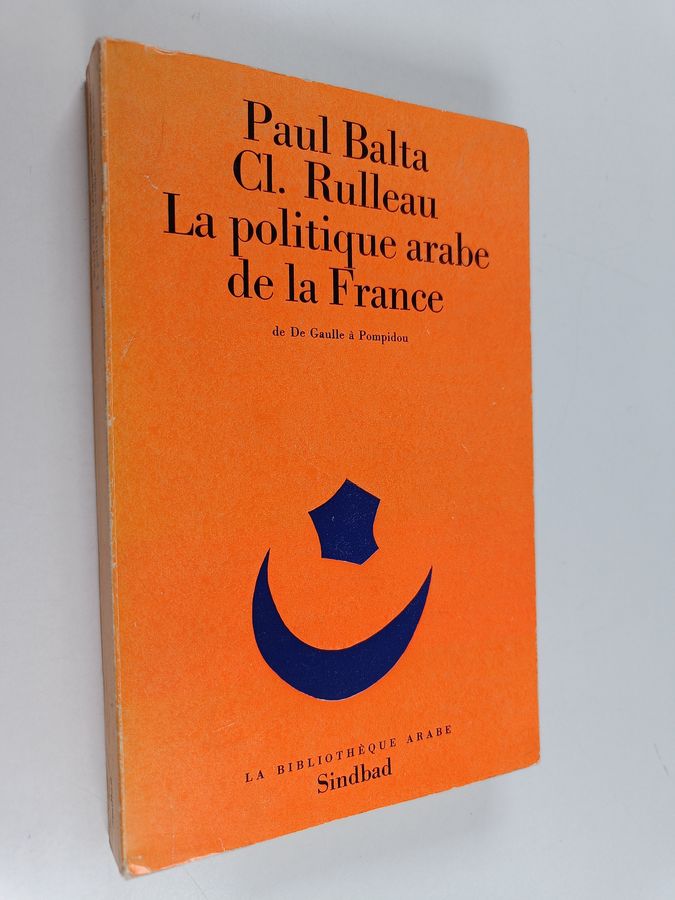 Paul Balta
Cl. Rulleau
La politique arabe
de la France
de De Gaulle à Pompidou
LA BIBLIOTHÈQUE ARABE
Sindbad